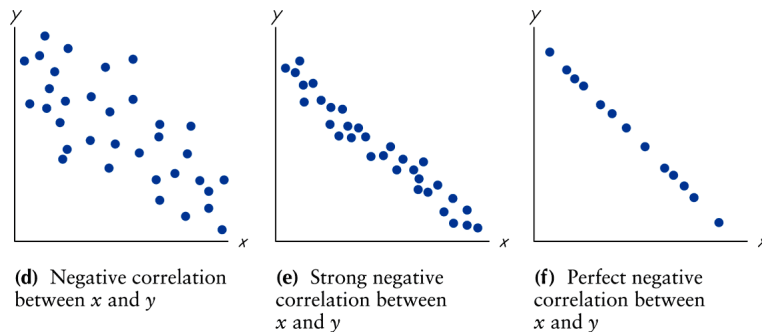 y
y
y
x
x
x
(d) Negative correlation
between x and y
(e) Strong negative
correlation between
x and y
(f) Perfect negative
correlation between
x and y